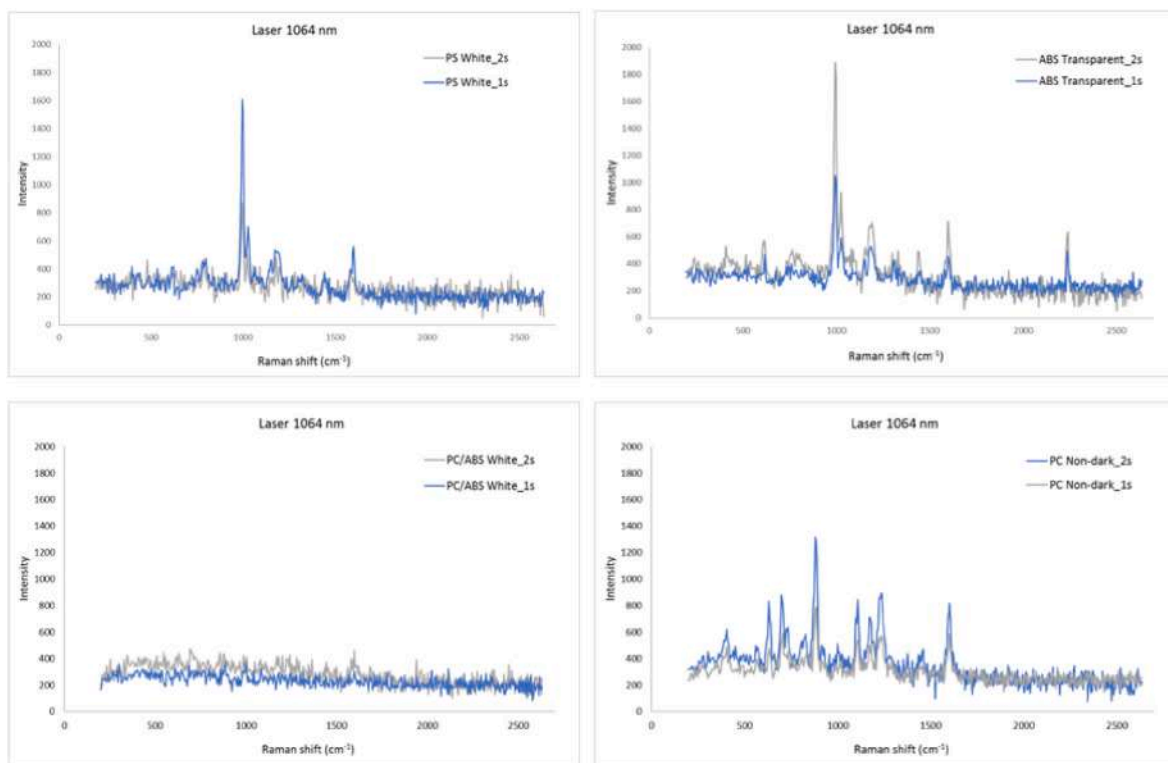 Laser 1064 nm
2000
1800
1600
1400
1200
1000
800
600
400
200
0
Intensity
PS White_2s
PS White_1s
0 500 1000 1500 2000 2500
Raman shift (cm⁻¹)
Laser 1064 nm
2000
1800
1600
1400
1200
1000
800
600
400
200
0
Intensity
ABS Transparent_2s
ABS Transparent_1s
0 500 1000 1500 2000 2500
Raman shift (cm⁻¹)
Laser 1064 nm
2000
1800
1600
1400
1200
1000
800
600
400
200
0
Intensity
PC/ABS White_2s
PC/ABS White_1s
0 500 1000 1500 2000 2500
Raman shift (cm⁻¹)
Laser 1064 nm
2000
1800
1600
1400
1200
1000
800
600
400
200
0
Intensity
PC Non-dark_2s
PC Non-dark_1s
0 500 1000 1500 2000 2500
Raman shift (cm⁻¹)